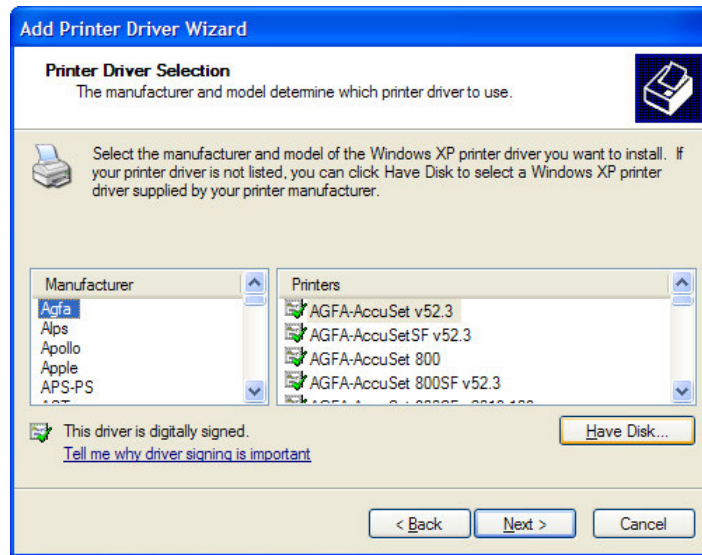 Add Printer Driver Wizard
Printer Driver Selection
The manufacturer and model determine which printer driver to use.
Select the manufacturer and model of the Windows XP printer driver you want to install. If
your printer driver is not listed, you can click Have Disk to select a Windows XP printer
driver supplied by your printer manufacturer.
Manufacturer
Agfa
Alps
Apollo
Apple
APS-PS
Printers
AGFA-AccuSet v52.3
AGFA-AccuSetSF v52.3
AGFA-AccuSet 800
AGFA-AccuSet 800SF v52.3
This driver is digitally signed.
Tell me why driver signing is important
Have Disk...
< Back
Next >
Cancel